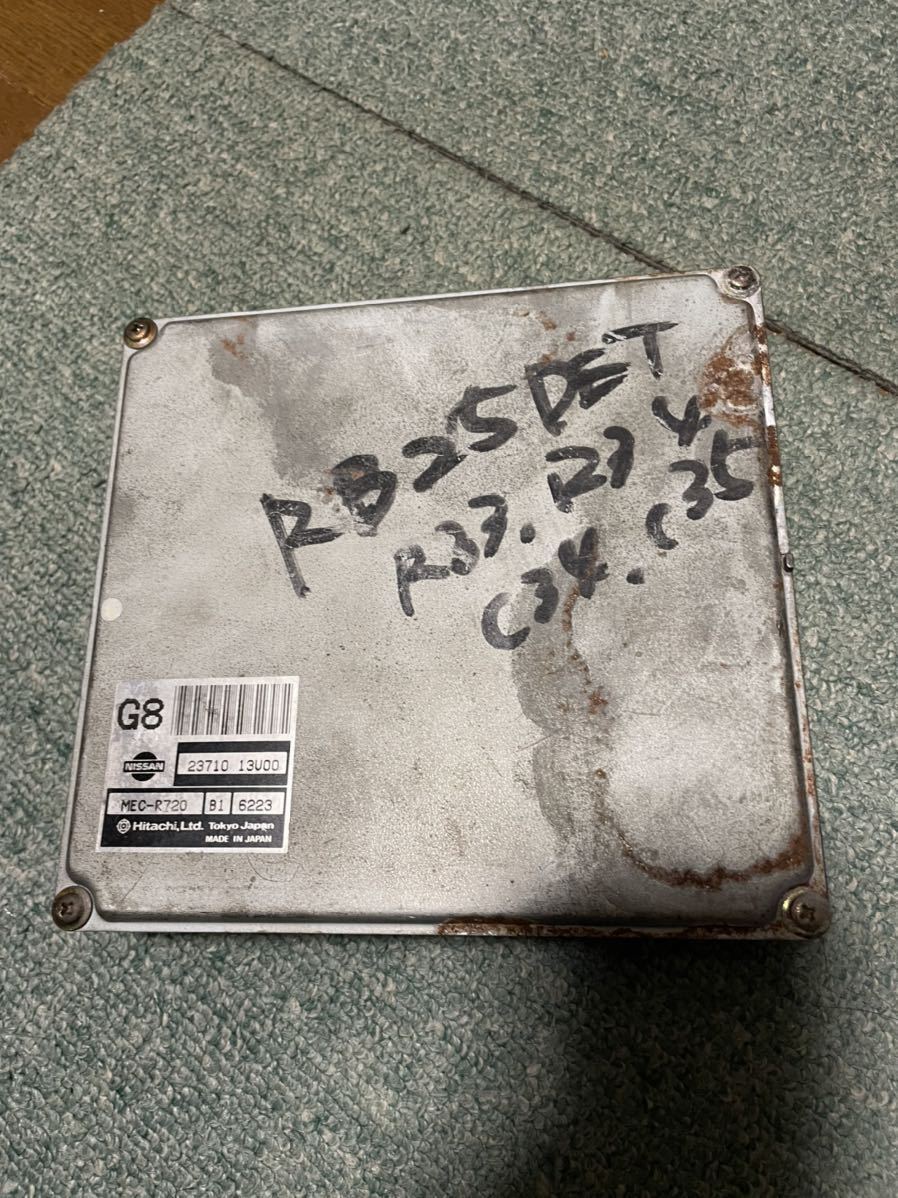 RB25DET
R33. R34
C34. C35
G8
NISSAN
23710 13V00
MEC-R720 B1 6223
Hitachi, Ltd. Tokyo Japan
MADE IN JAPAN